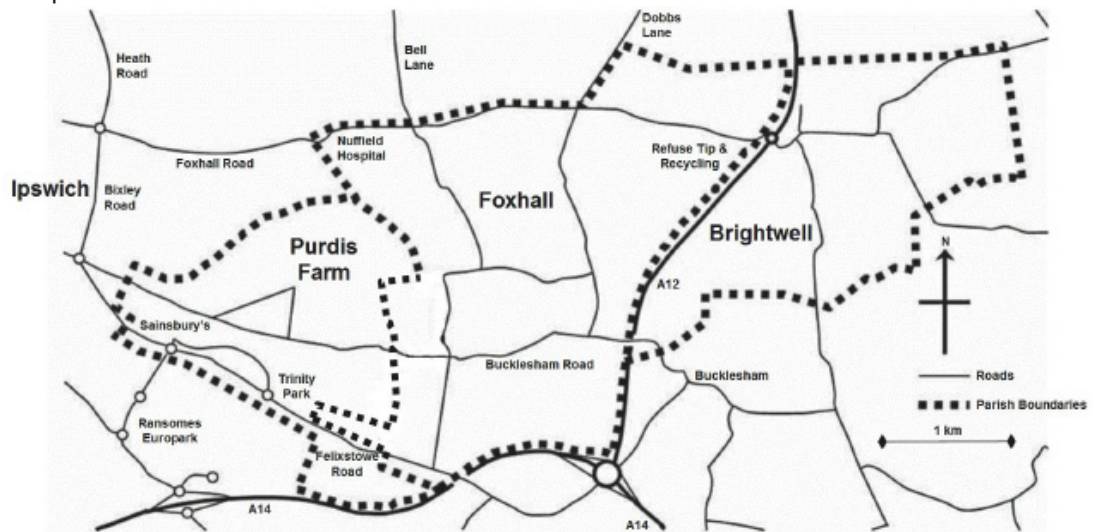 Dobbs
Lane
Bell
Lane
Heath
Road
Nuffield
Hospital
Refuse Tip &
Recycling
Foxhall Road
Ipswich
Bixley
Road
Foxhall
Brightwell
Purdis
Farm
N
A12
Sainsbury's
Bucklesham Road
Bucklesham
Roads
Trinity
Park
Parish Boundaries
Ransomes
Europark
1 km
Felixstowe
Road
A14
A14